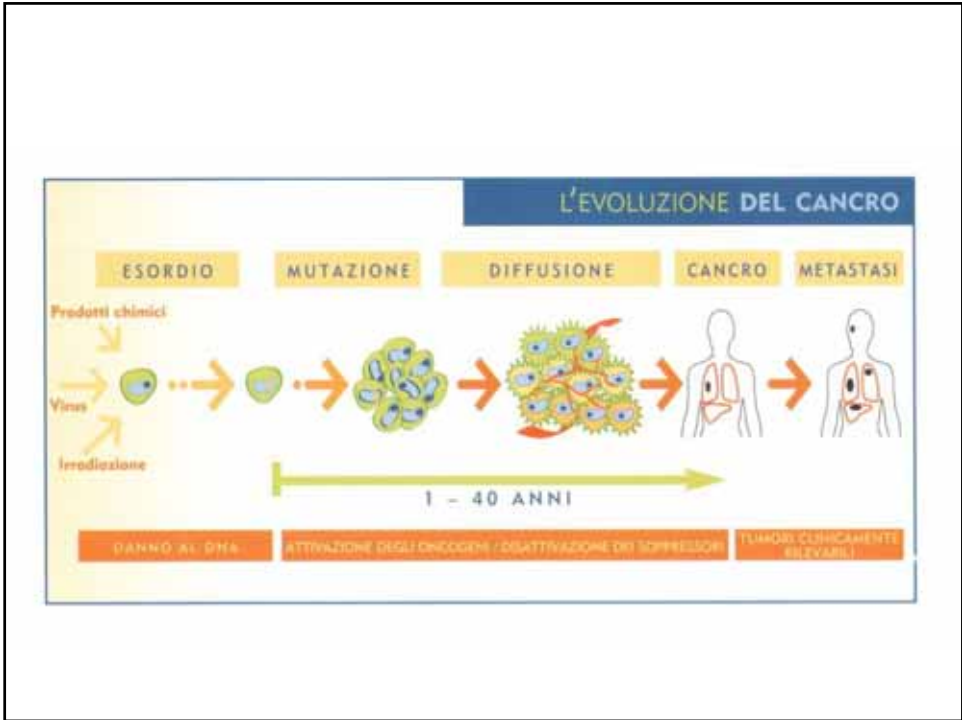 L'EVOLUZIONE DEL CANCRO
ESORDIO
MUTAZIONE
DIFFUSIONE
CANCRO
METASTASI
Prodotti chimici
Virus
Irradiazione
1 – 40 ANNI
DANNO AL DNA
ATTIVAZIONE DEGLI ONCOGENI / DISATTIVAZIONE DEI SOPPRESSORI
TUMORI CLINICAMENTE
RILEVABILI